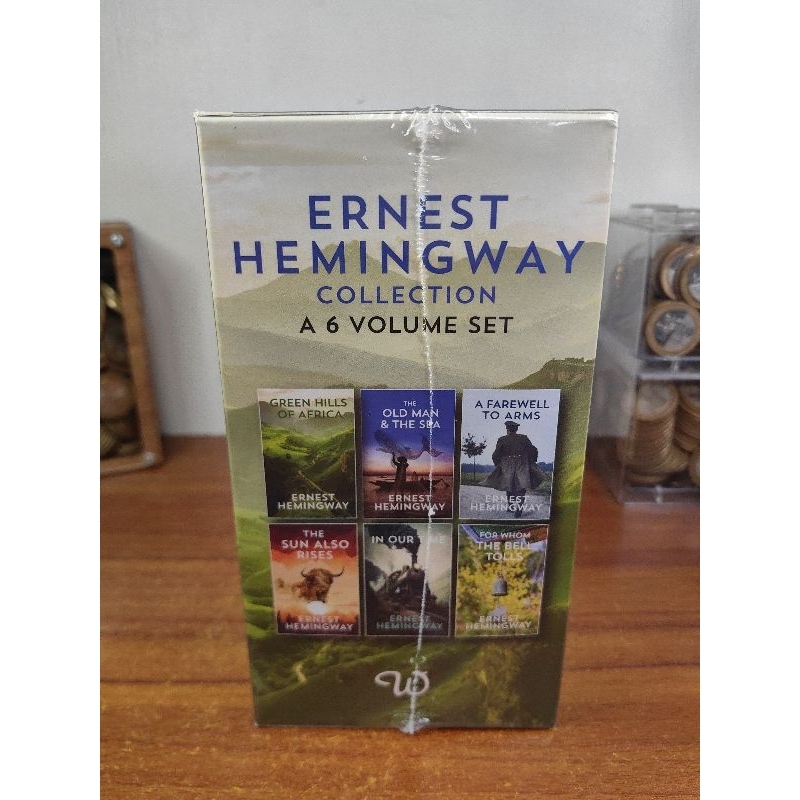 ERNEST
HEMINGWAY
COLLECTION
A 6 VOLUME SET
GREEN HILLS
OF AFRICA
ERNEST
HEMINGWAY
THE
OLD MAN
& THE SEA
ERNEST
HEMINGWAY
A FAREWELL
TO ARMS
ERNEST
HEMINGWAY
THE
SUN ALSO
RISES
ERNEST
HEMINGWAY
IN OUR TIME
ERNEST
HEMINGWAY
FOR WHOM
THE BELL
TOLLS
ERNEST
HEMINGWAY
W